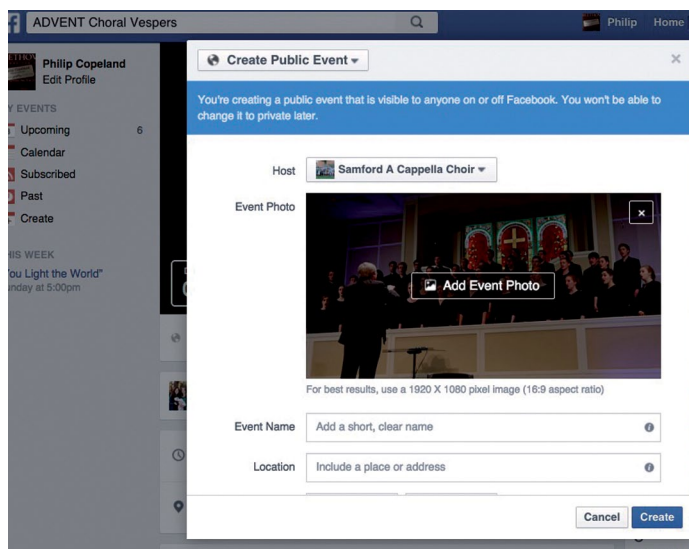 f ADVENT Choral Vespers
Philip Home
Philip Copeland
Edit Profile
EVENTS
Upcoming 6
Calendar
Subscribed
Past
Create
THIS WEEK
"You Light the World"
Sunday at 5:00pm
Create Public Event
×
You're creating a public event that is visible to anyone on or off Facebook. You won't be able to
change it to private later.
Host Samford A Cappella Choir
Event Photo
×
Add Event Photo
For best results, use a 1920 X 1080 pixel image (16:9 aspect ratio)
Event Name Add a short, clear name
Location Include a place or address
Cancel Create